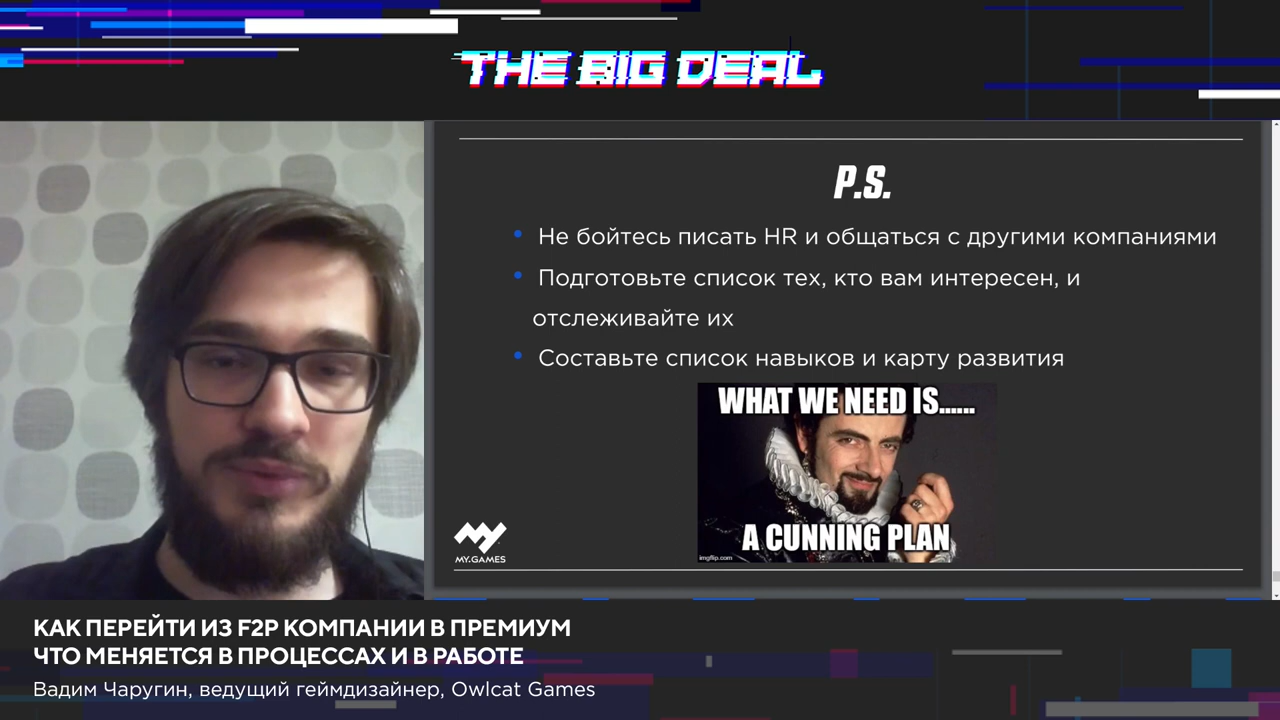 THE BIG DEAL
P.S.
• Не бойтесь писать HR и общаться с другими компаниями
• Подготовьте список тех, кто вам интересен, и
отслеживайте их
• Составьте список навыков и карту развития
WHAT WE NEED IS......
A CUNNING PLAN
imgflip.com
MY.GAMES
КАК ПЕРЕЙТИ ИЗ F2P КОМПАНИИ В ПРЕМИУМ
ЧТО МЕНЯЕТСЯ В ПРОЦЕССАХ И В РАБОТЕ
Вадим Чаругин, ведущий геймдизайнер, Owlcat Games